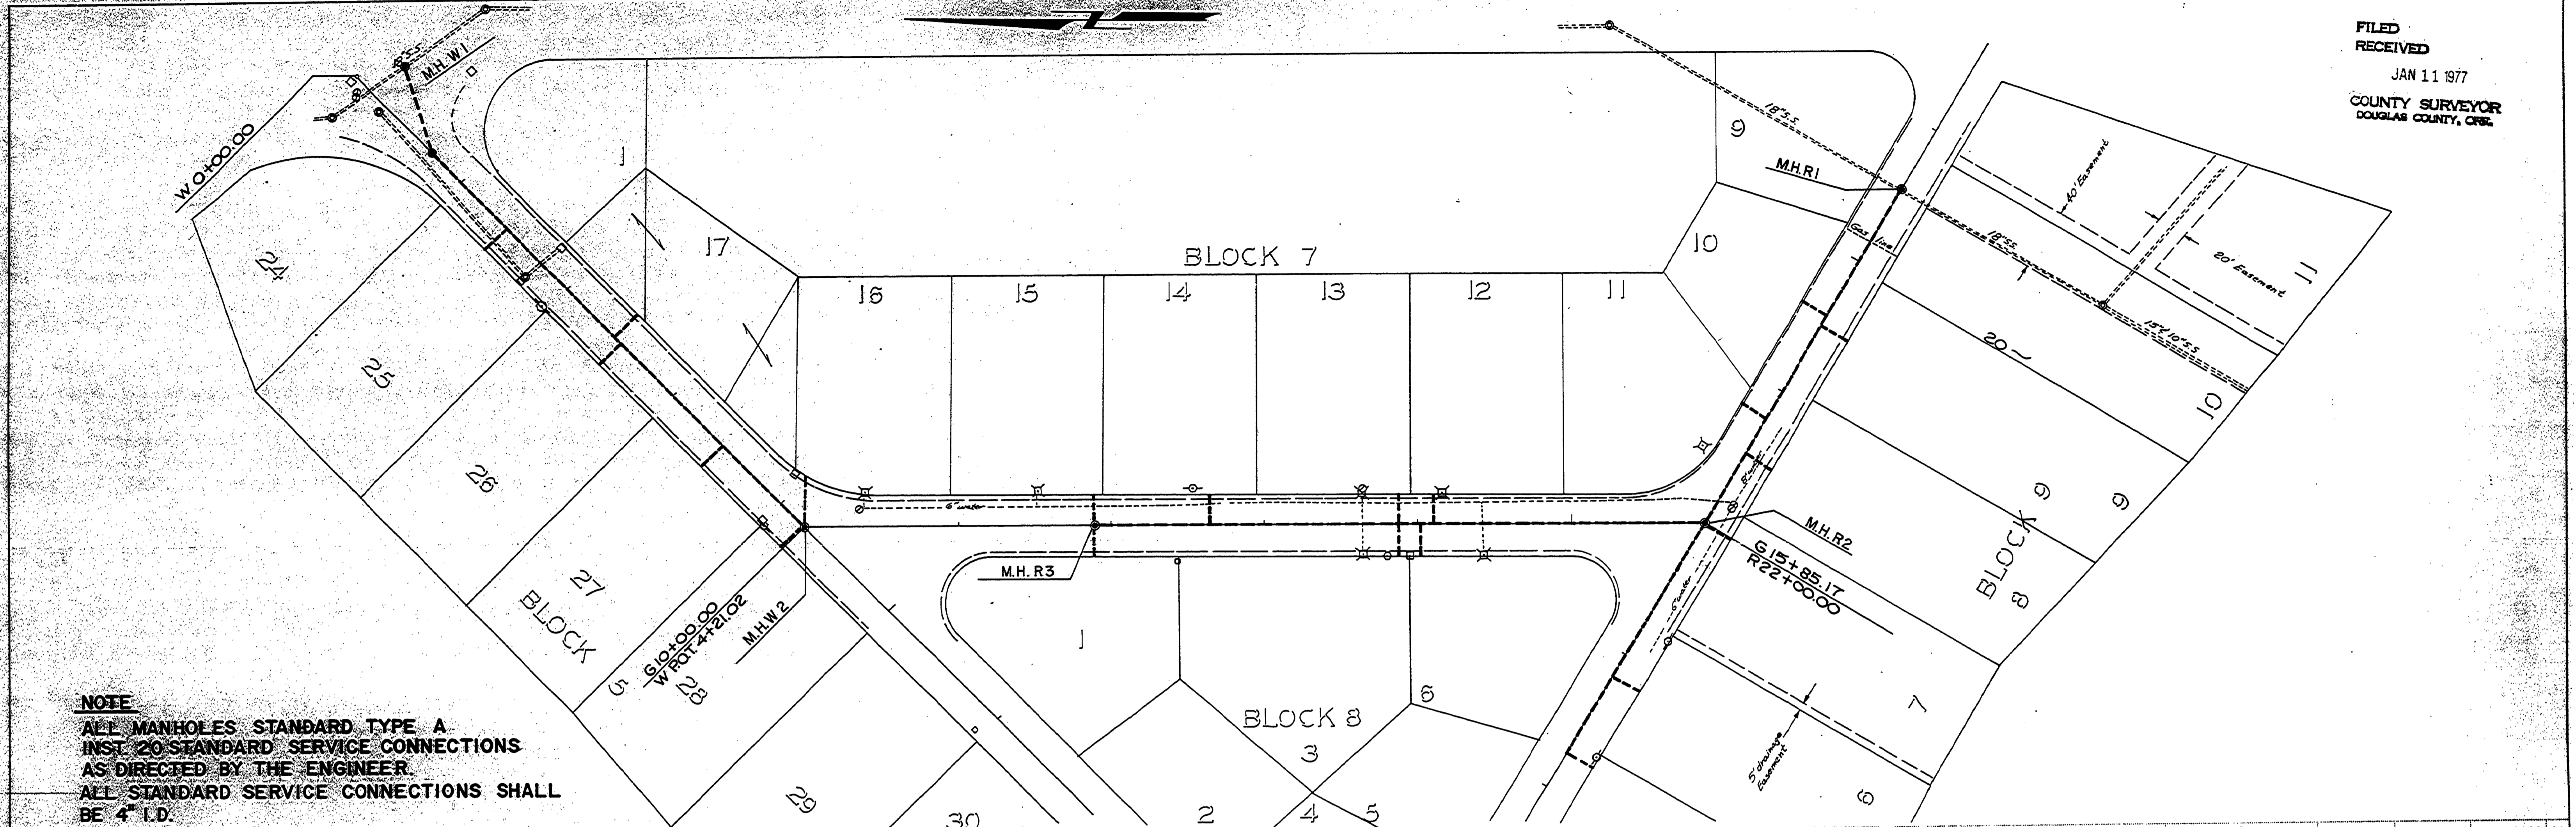 FILED
RECEIVED
JAN 11 1977
COUNTY SURVEYOR
DOUGLAS COUNTY, ORE.
M.H. W1
W 0+00.00
18" S.S.
9
M.H.R1
40' Easement
1
17
BLOCK 7
10
Gas line
18" S.S.
20' Easement
11
24
16
15
14
13
12
11
15' 10" S.S.
20
1
25
10
26
6" water
9
9
BLOCK
8
M.H.R2
G 15+85.17
R22+00.00
27
BLOCK
5
M.H.R3
6" water
G 10+00.00
W P.O.T. 4+21.02
M.H.W2
28
1
6
7
BLOCK 8
3
5' drainage
Easement
NOTE
ALL MANHOLES STANDARD TYPE A.
INST. 20 STANDARD SERVICE CONNECTIONS
AS DIRECTED BY THE ENGINEER.
ALL STANDARD SERVICE CONNECTIONS SHALL
BE 4" I.D.
29
30
2
4
5
6